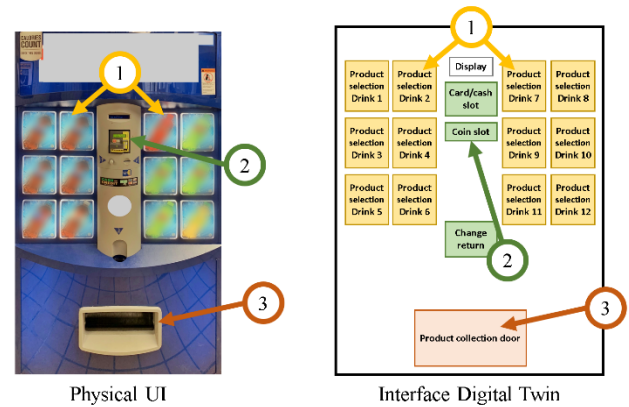 CALORIES
COUNT
1
2
3
Physical UI
1
Display
Product
selection
Drink 1
Product
selection
Drink 2
Card/cash
slot
Product
selection
Drink 7
Product
selection
Drink 8
Coin slot
Product
selection
Drink 3
Product
selection
Drink 4
Product
selection
Drink 9
Product
selection
Drink 10
Product
selection
Drink 5
Product
selection
Drink 6
Product
selection
Drink 11
Product
selection
Drink 12
Change
return
2
3
Product collection door
Interface Digital Twin